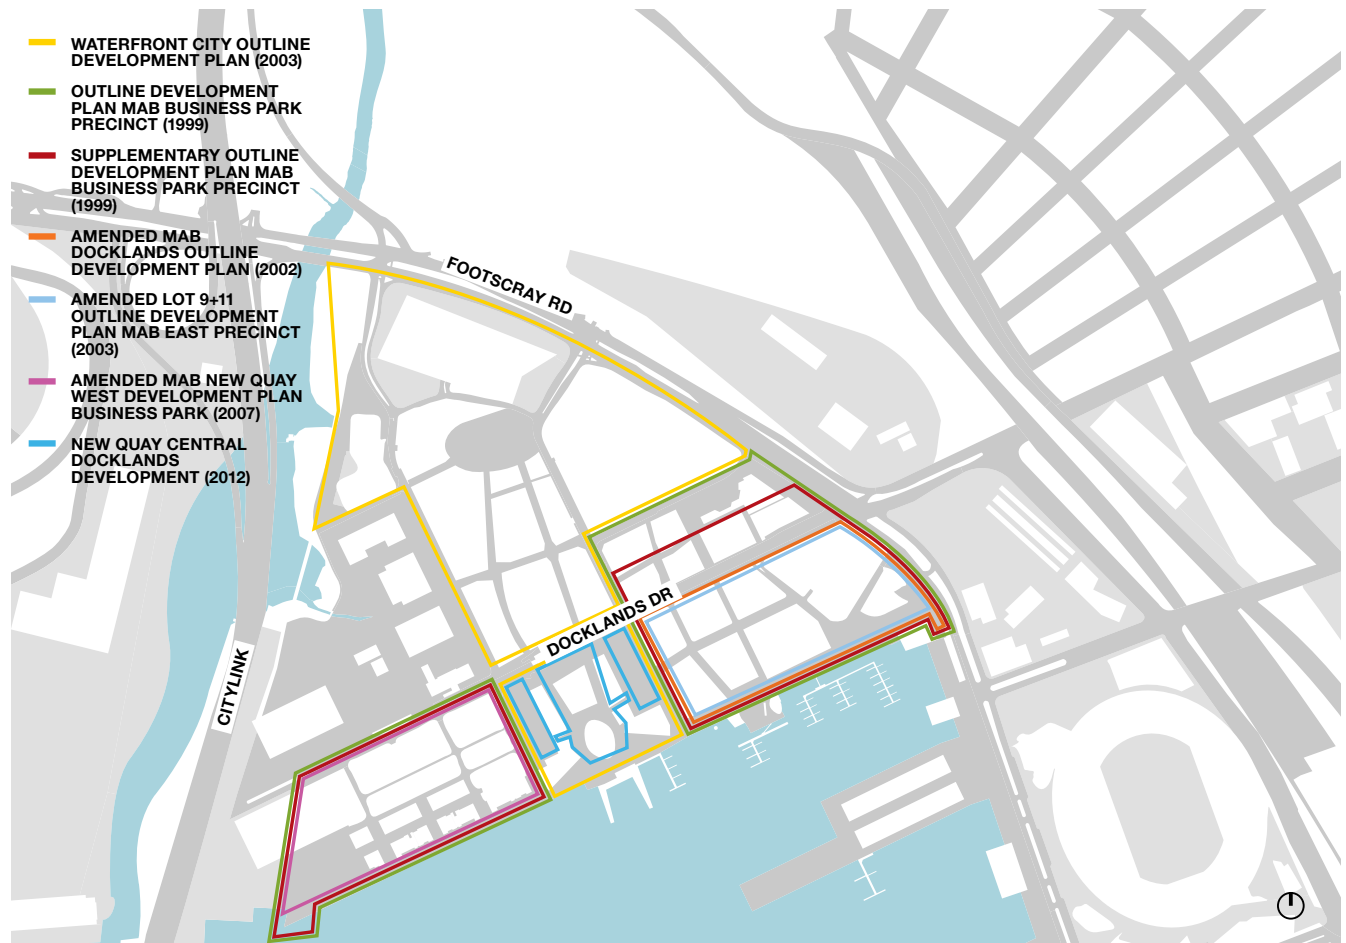 WATERFRONT CITY OUTLINE
DEVELOPMENT PLAN (2003)
OUTLINE DEVELOPMENT
PLAN MAB BUSINESS PARK
PRECINCT (1999)
SUPPLEMENTARY OUTLINE
DEVELOPMENT PLAN MAB
BUSINESS PARK PRECINCT
(1999)
AMENDED MAB
DOCKLANDS OUTLINE
DEVELOPMENT PLAN (2002)
AMENDED LOT 9+11
OUTLINE DEVELOPMENT
PLAN MAB EAST PRECINCT
(2003)
AMENDED MAB NEW QUAY
WEST DEVELOPMENT PLAN
BUSINESS PARK (2007)
NEW QUAY CENTRAL
DOCKLANDS
DEVELOPMENT (2012)
FOOTSCRAY RD
DOCKLANDS DR
CITYLINK